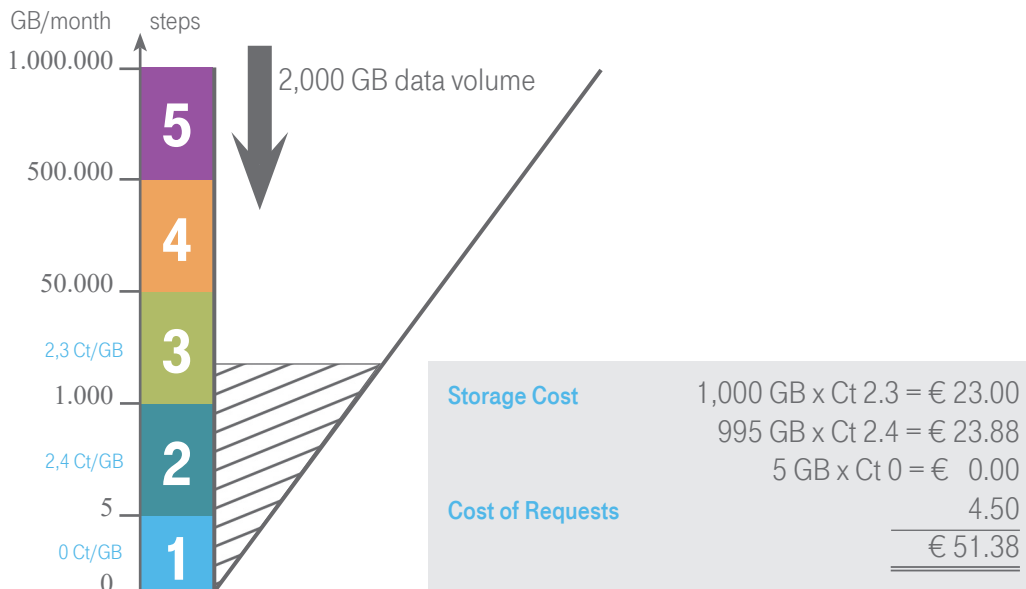 GB/month steps
1.000.000
2,000 GB data volume
5
500.000
4
50.000
2,3 Ct/GB
3
1.000
2,4 Ct/GB
2
5
0 Ct/GB
1
0
Storage Cost 1,000 GB x Ct 2.3 = € 23.00
995 GB x Ct 2.4 = € 23.88
5 GB x Ct 0 = € 0.00
Cost of Requests 4.50
€ 51.38